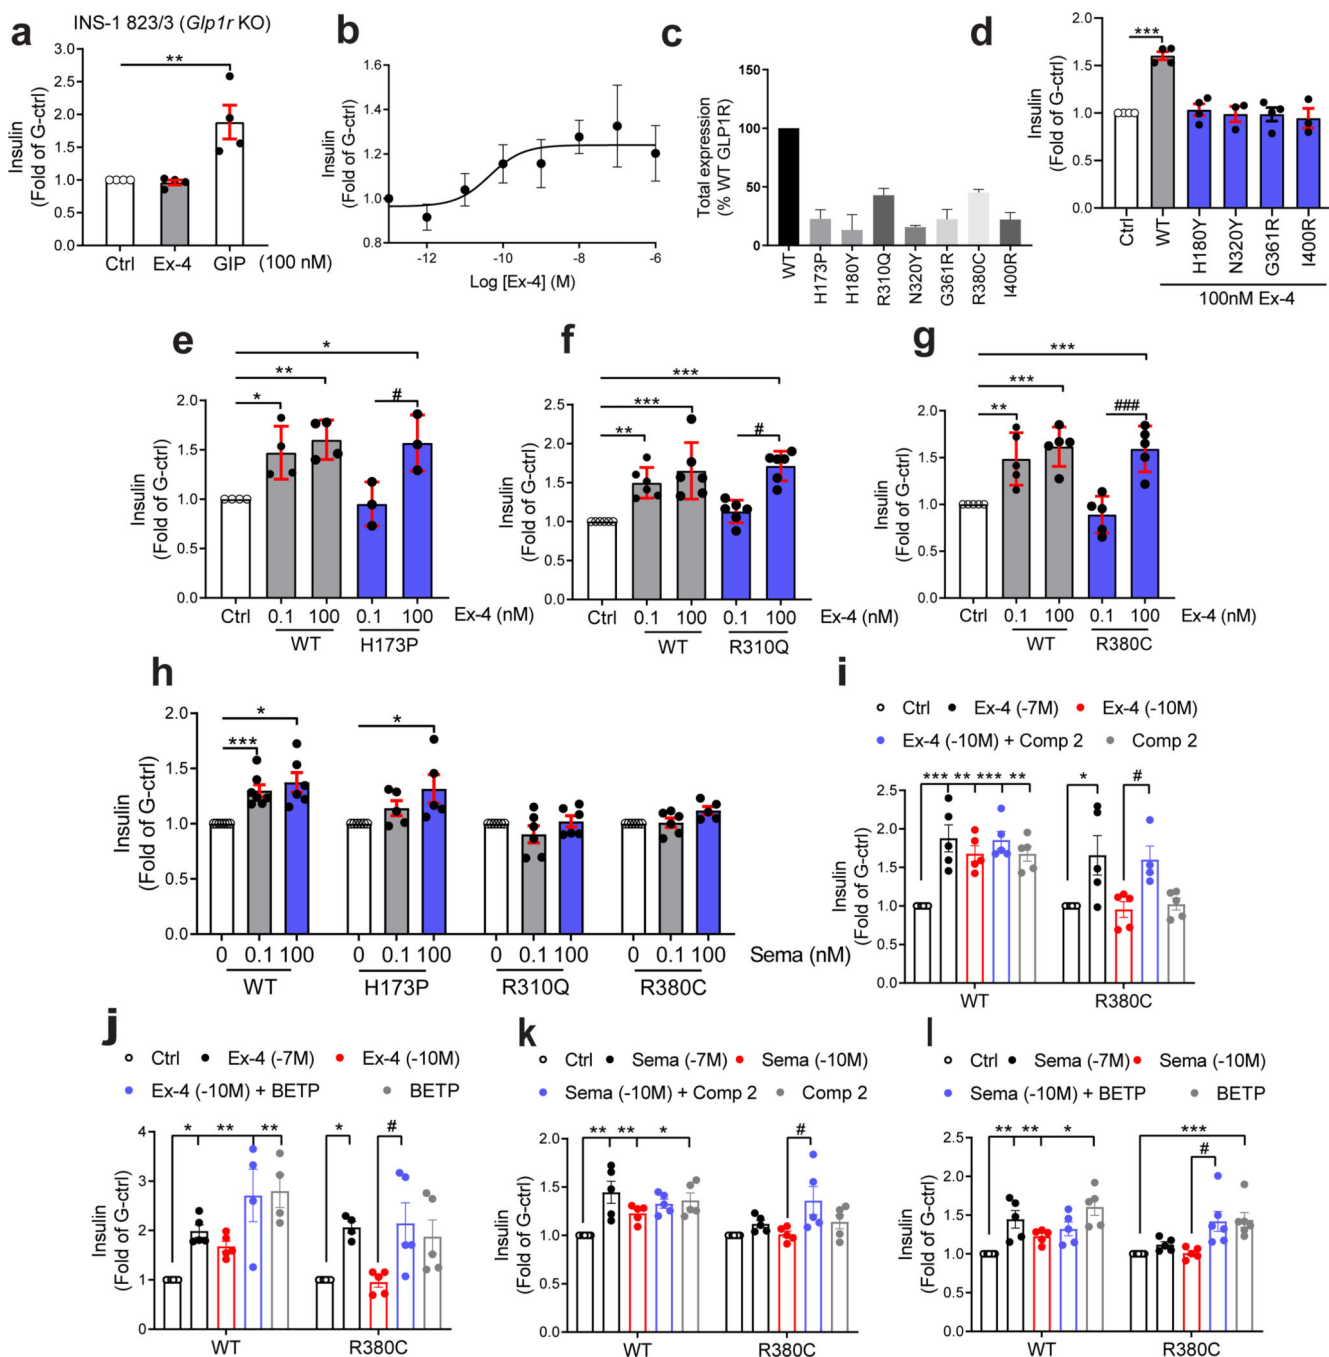 a
INS-1 823/3 (Glp1r KO)
Insulin
(Fold of G-ctrl)
3.0
2.5
2.0
1.5
1.0
0.5
0.0
**
Ctrl Ex-4 GIP (100 nM)
b
Insulin
(Fold of G-ctrl)
1.6
1.4
1.2
1.0
0.8
-12 -10 -8 -6
Log [Ex-4] (M)
c
Total expression
(% WT GLP1R)
150
100
50
0
WT H173P H180Y R310Q N320Y G361R R380C I400R
d
Insulin
(Fold of G-ctrl)
2.0
1.5
1.0
0.5
0.0
***
Ctrl WT H180Y N320Y G361R I400R
100nM Ex-4
e
Insulin
(Fold of G-ctrl)
2.0
1.5
1.0
1.5
0.0
*
**
* #
Ctrl 0.1 100 0.1 100 Ex-4 (nM)
WT H173P
f
Insulin
(Fold of G-ctrl)
2.5
2.0
1.5
1.0
1.5
0.0
***
***
** #
Ctrl 0.1 100 0.1 100 Ex-4 (nM)
WT R310Q
g
Insulin
(Fold of G-ctrl)
2.0
1.5
1.0
1.5
0.0
***
***
** ###
Ctrl 0.1 100 0.1 100 Ex-4 (nM)
WT R380C
h
Insulin
(Fold of G-ctrl)
2.0
1.5
1.0
0.5
0.0
* *
***
0 0.1 100 0 0.1 100 0 0.1 100 0 0.1 100 Sema (nM)
WT H173P R310Q R380C
i
Ctrl Ex-4 (-7M) Ex-4 (-10M)
Ex-4 (-10M) + Comp 2 Comp 2
Insulin
(Fold of G-ctrl)
2.5
2.0
1.5
1.0
0.5
0.0
*** ** *** ** * #
WT R380C
j
Ctrl Ex-4 (-7M) Ex-4 (-10M)
Ex-4 (-10M) + BETP BETP
Insulin
(Fold of G-ctrl)
4
3
2
1
0
* ** ** * #
WT R380C
k
Ctrl Sema (-7M) Sema (-10M)
Sema (-10M) + Comp 2 Comp 2
Insulin
(Fold of G-ctrl)
2.0
1.5
1.0
0.5
0.0
** ** * #
WT R380C
l
Ctrl Sema (-7M) Sema (-10M)
Sema (-10M) + BETP BETP
Insulin
(Fold of G-ctrl)
2.5
2.0
1.5
1.0
0.5
0.0
** ** * ***
#
WT R380C